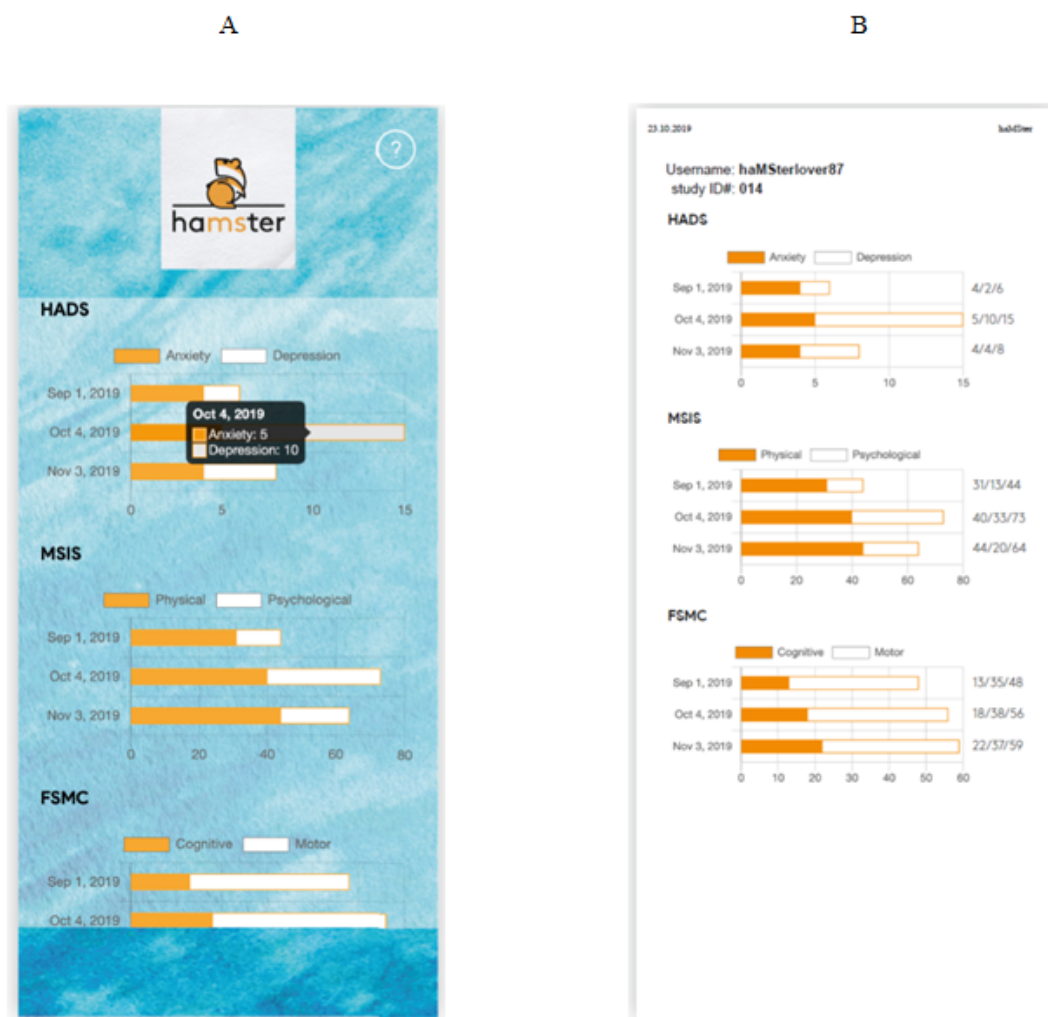 A
B
?
hamster
HADS
Anxiety Depression
Sep 1, 2019
Oct 4, 2019
Oct 4, 2019
Anxiety: 5
Depression: 10
Nov 3, 2019
0 5 10 15
MSIS
Physical Psychological
Sep 1, 2019
Oct 4, 2019
Nov 3, 2019
0 20 40 60 80
FSMC
Cognitive Motor
Sep 1, 2019
Oct 4, 2019
23.10.2019 haMSter
Username: haMSterlover87
study ID#: 014
HADS
Anxiety Depression
Sep 1, 2019 4/2/6
Oct 4, 2019 5/10/15
Nov 3, 2019 4/4/8
0 5 10 15
MSIS
Physical Psychological
Sep 1, 2019 31/13/44
Oct 4, 2019 40/33/73
Nov 3, 2019 44/20/64
0 20 40 60 80
FSMC
Cognitive Motor
Sep 1, 2019 13/35/48
Oct 4, 2019 18/38/56
Nov 3, 2019 22/37/59
0 10 20 30 40 50 60